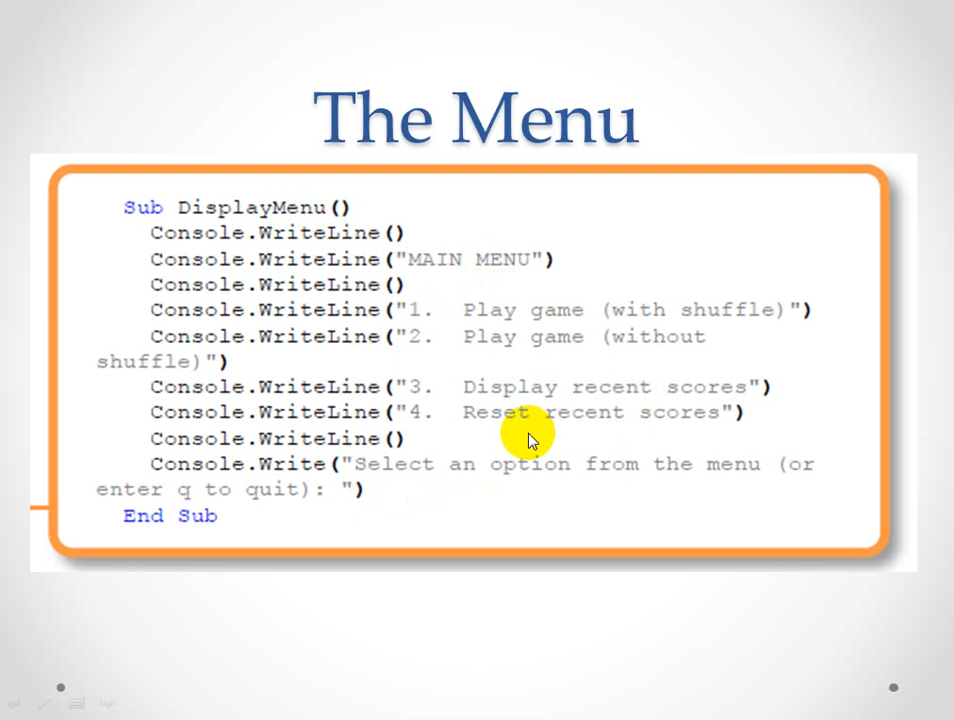 The Menu
Sub DisplayMenu()
Console.WriteLine()
Console.WriteLine("MAIN MENU")
Console.WriteLine()
Console.WriteLine("1.  Play game (with shuffle)")
Console.WriteLine("2.  Play game (without
shuffle)")
Console.WriteLine("3.  Display recent scores")
Console.WriteLine("4.  Reset recent scores")
Console.WriteLine()
Console.Write("Select an option from the menu (or
enter q to quit): ")
End Sub